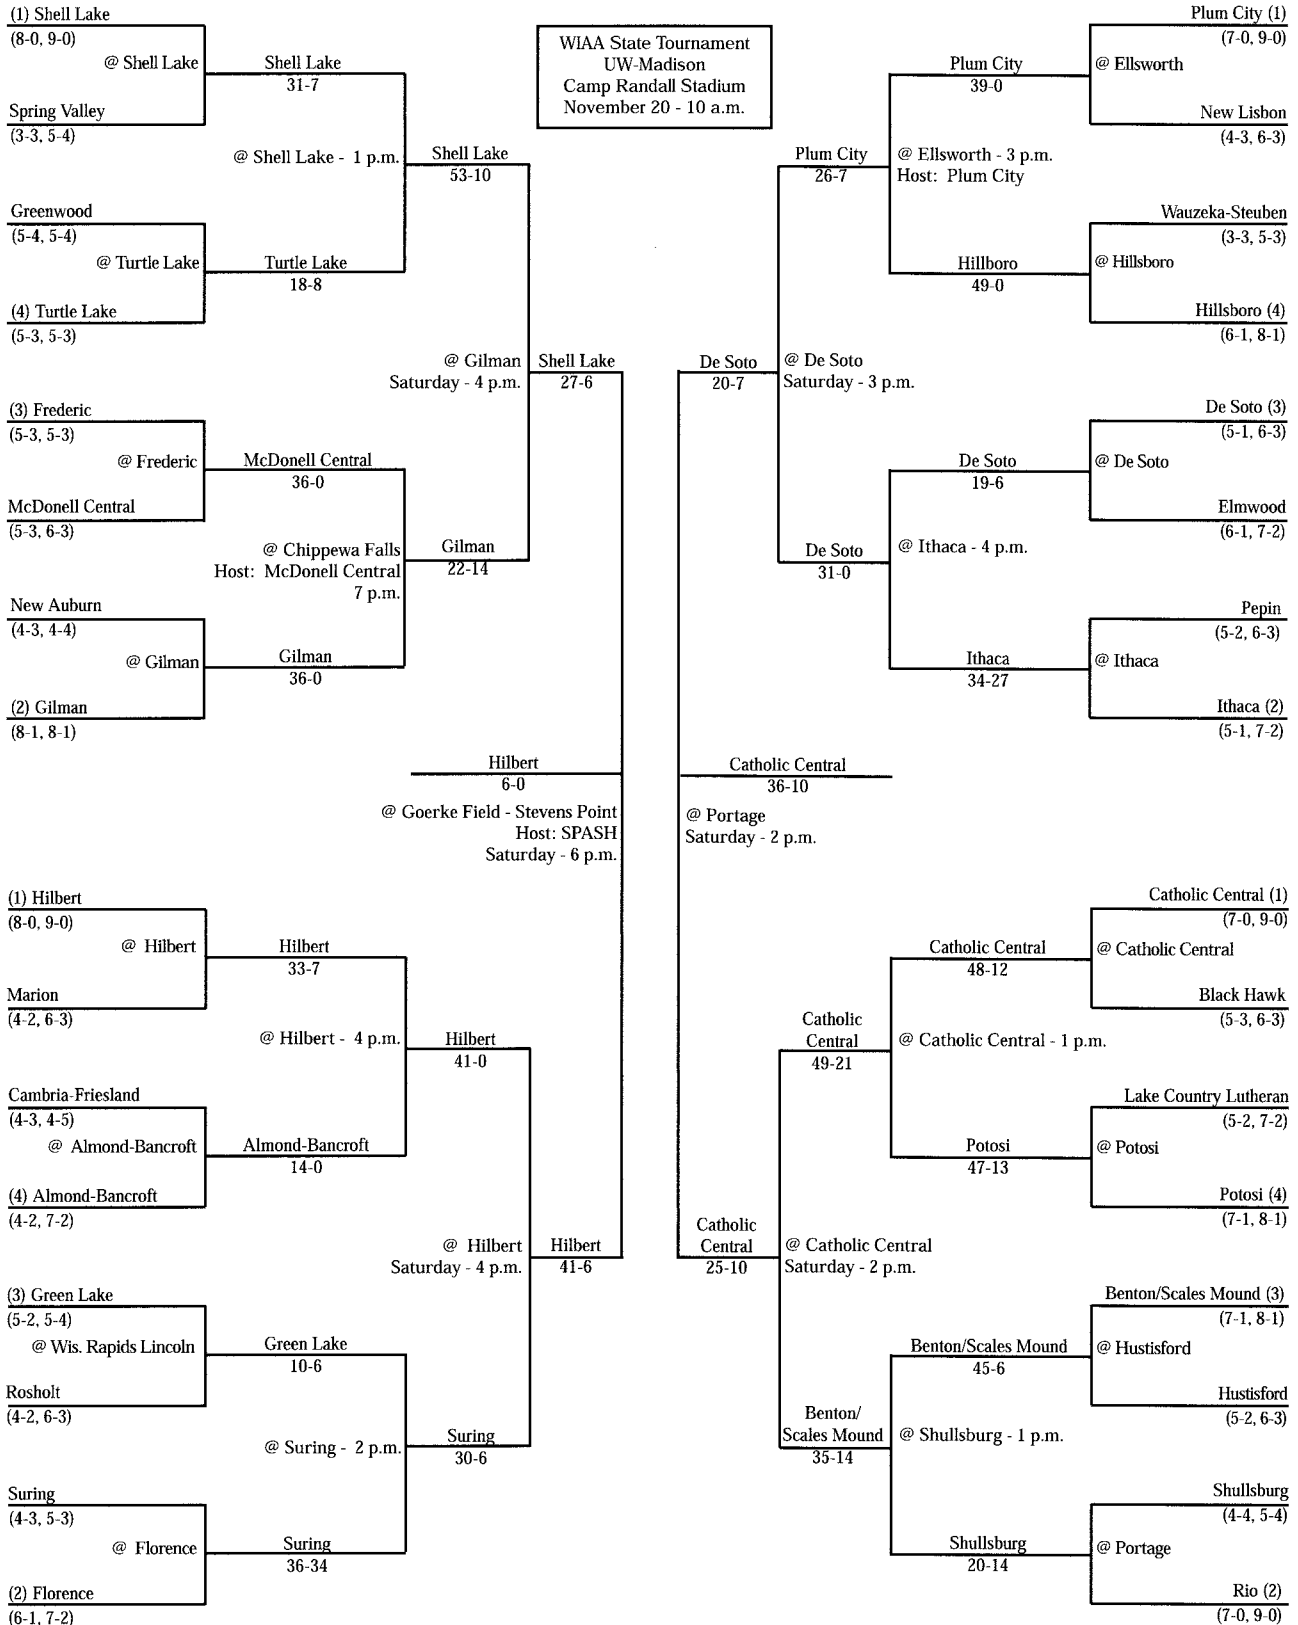 (1) Shell Lake
(8-0, 9-0)
@ Shell Lake
Spring Valley
(3-3, 5-4)
Greenwood
(5-4, 5-4)
@ Turtle Lake
(4) Turtle Lake
(5-3, 5-3)
(3) Frederic
(5-3, 5-3)
@ Frederic
McDonell Central
(5-3, 6-3)
New Auburn
(4-3, 4-4)
@ Gilman
(2) Gilman
(8-1, 8-1)
Shell Lake
31-7
@ Shell Lake - 1 p.m.
Turtle Lake
18-8
McDonell Central
36-0
@ Chippewa Falls
Host: McDonell Central
7 p.m.
Gilman
36-0
Shell Lake
53-10
@ Gilman
Saturday - 4 p.m.
Gilman
22-14
Shell Lake
27-6
Hilbert
6-0
@ Goerke Field - Stevens Point
Host: SPASH
Saturday - 6 p.m.
(1) Hilbert
(8-0, 9-0)
@ Hilbert
Marion
(4-2, 6-3)
Cambria-Friesland
(4-3, 4-5)
@ Almond-Bancroft
(4) Almond-Bancroft
(4-2, 7-2)
(3) Green Lake
(5-2, 5-4)
@ Wis. Rapids Lincoln
Rosholt
(4-2, 6-3)
Suring
(4-3, 5-3)
@ Florence
(2) Florence
(6-1, 7-2)
Hilbert
33-7
@ Hilbert - 4 p.m.
Almond-Bancroft
14-0
Green Lake
10-6
@ Suring - 2 p.m.
Suring
36-34
Hilbert
41-0
@ Hilbert
Saturday - 4 p.m.
Suring
30-6
Hilbert
41-6
WIAA State Tournament
UW-Madison
Camp Randall Stadium
November 20 - 10 a.m.
Plum City (1)
(7-0, 9-0)
@ Ellsworth
New Lisbon
(4-3, 6-3)
Wauzeka-Steuben
(3-3, 5-3)
@ Hillsboro
Hillsboro (4)
(6-1, 8-1)
De Soto (3)
(5-1, 6-3)
@ De Soto
Elmwood
(6-1, 7-2)
Pepin
(5-2, 6-3)
@ Ithaca
Ithaca (2)
(5-1, 7-2)
Plum City
39-0
@ Ellsworth - 3 p.m.
Host: Plum City
Hillboro
49-0
De Soto
19-6
@ Ithaca - 4 p.m.
Ithaca
34-27
Plum City
26-7
@ De Soto
Saturday - 3 p.m.
De Soto
31-0
De Soto
20-7
Catholic Central
36-10
@ Portage
Saturday - 2 p.m.
Catholic Central (1)
(7-0, 9-0)
@ Catholic Central
Black Hawk
(5-3, 6-3)
Lake Country Lutheran
(5-2, 7-2)
@ Potosi
Potosi (4)
(7-1, 8-1)
Benton/Scales Mound (3)
(7-1, 8-1)
@ Hustisford
Hustisford
(5-2, 6-3)
Shullsburg
(4-4, 5-4)
@ Portage
Rio (2)
(7-0, 9-0)
Catholic Central
48-12
@ Catholic Central - 1 p.m.
Potosi
47-13
Benton/Scales Mound
45-6
@ Shullsburg - 1 p.m.
Shullsburg
20-14
Catholic
Central
49-21
@ Catholic Central
Saturday - 2 p.m.
Benton/
Scales Mound
35-14
Catholic
Central
25-10